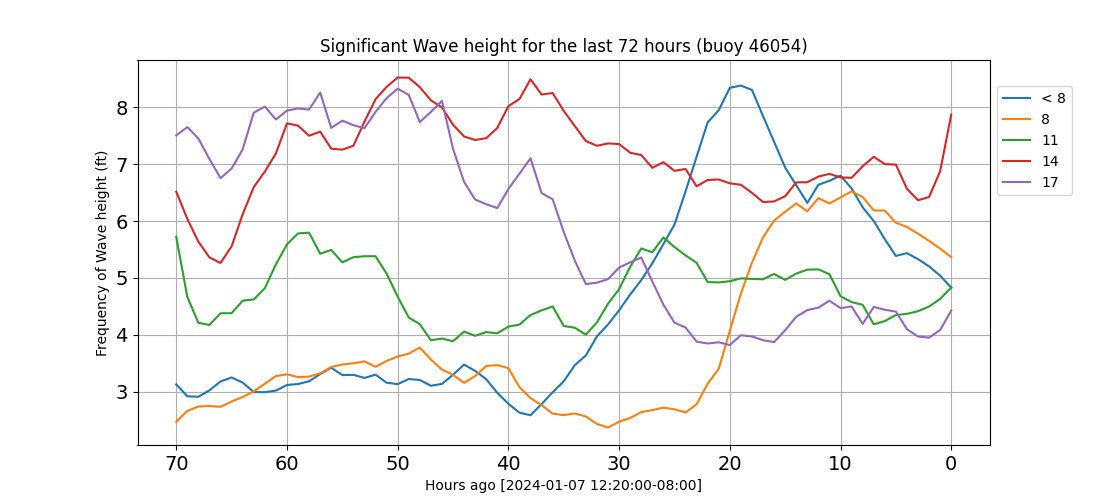 Significant Wave height for the last 72 hours (buoy 46054)
Frequency of Wave height (ft)
8
7
6
5
4
3
70 60 50 40 30 20 10 0
Hours ago [2024-01-07 12:20:00-08:00]
< 8
8
11
14
17